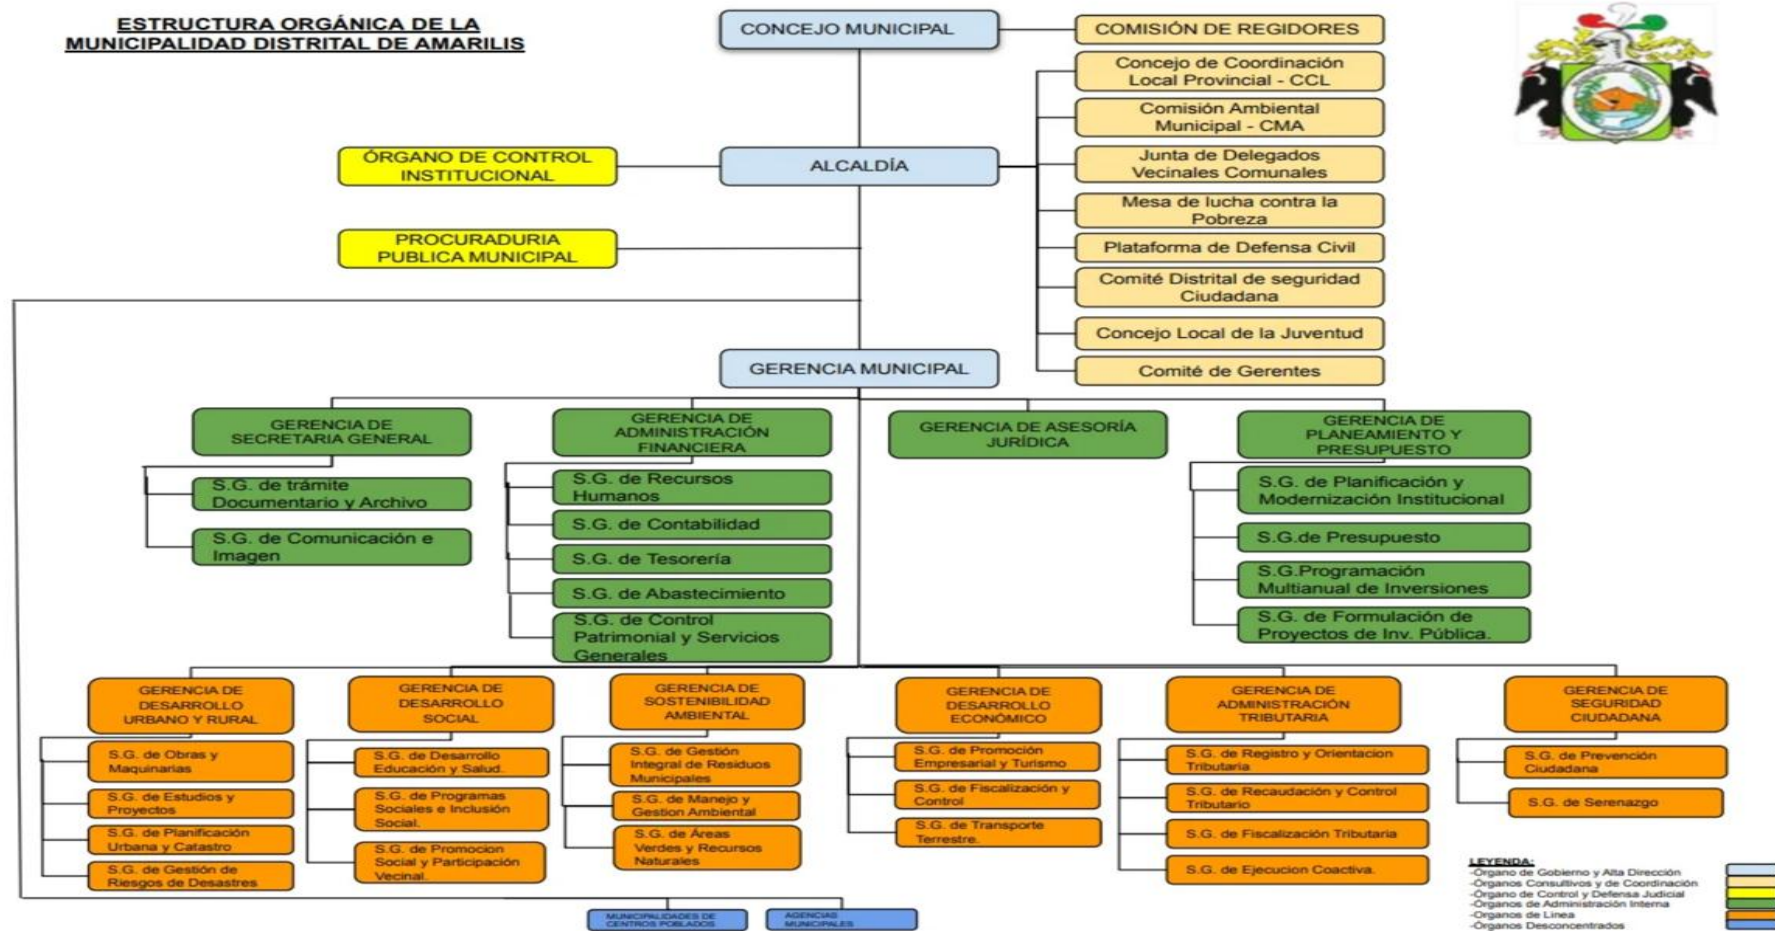 ESTRUCTURA ORGÁNICA DE LA
MUNICIPALIDAD DISTRITAL DE AMARILIS
CONCEJO MUNICIPAL
COMISIÓN DE REGIDORES
Concejo de Coordinación
Local Provincial - CCL
Comisión Ambiental
Municipal - CMA
ÓRGANO DE CONTROL
INSTITUCIONAL
ALCALDÍA
Junta de Delegados
Vecinales Comunales
Mesa de lucha contra la
Pobreza
PROCURADURIA
PUBLICA MUNICIPAL
Plataforma de Defensa Civil
Comité Distrital de seguridad
Ciudadana
Concejo Local de la Juventud
GERENCIA MUNICIPAL
Comité de Gerentes
GERENCIA DE
SECRETARIA GENERAL
S.G. de trámite
Documentario y Archivo
S.G. de Comunicación e
Imagen
GERENCIA DE
ADMINISTRACIÓN
FINANCIERA
S.G. de Recursos
Humanos
S.G. de Contabilidad
S.G. de Tesorería
S.G. de Abastecimiento
S.G. de Control
Patrimonial y Servicios
Generales
GERENCIA DE ASESORÍA
JURÍDICA
GERENCIA DE
PLANEAMIENTO Y
PRESUPUESTO
S.G. de Planificación y
Modernización Institucional
S.G.de Presupuesto
S.G.Programación
Multianual de Inversiones
S.G. de Formulación de
Proyectos de Inv. Pública.
GERENCIA DE
DESARROLLO
URBANO Y RURAL
S.G. de Obras y
Maquinarias
S.G. de Estudios y
Proyectos
S.G. de Planificación
Urbana y Catastro
S.G. de Gestión de
Riesgos de Desastres
GERENCIA DE
DESARROLLO
SOCIAL
S.G. de Desarrollo
Educación y Salud.
S.G. de Programas
Sociales e Inclusión
Social.
S.G. de Promocion
Social y Participación
Vecinal.
GERENCIA DE
SOSTENIBILIDAD
AMBIENTAL
S.G. de Gestión
Integral de Residuos
Municipales
S.G. de Manejo y
Gestion Ambiental
S.G. de Áreas
Verdes y Recursos
Naturales
GERENCIA DE
DESARROLLO
ECONÓMICO
S.G. de Promoción
Empresarial y Turismo
S.G. de Fiscalización y
Control
S.G. de Transporte
Terrestre.
GERENCIA DE
ADMINISTRACIÓN
TRIBUTARIA
S.G. de Registro y Orientacion
Tributaria
S.G. de Recaudación y Control
Tributario
S.G. de Fiscalización Tributaria
S.G. de Ejecucion Coactiva.
GERENCIA DE
SEGURIDAD
CIUDADANA
S.G. de Prevención
Ciudadana
S.G. de Serenazgo
MUNICIPALIDADES DE
CENTROS POBLADOS
AGENCIAS
MUNICIPALES
LEYENDA:
-Órgano de Gobierno y Alta Dirección
-Órganos Consultivos y de Coordinación
-Órgano de Control y Defensa Judicial
-Órganos de Administración Interna
-Órganos de Linea
-Órganos Desconcentrados